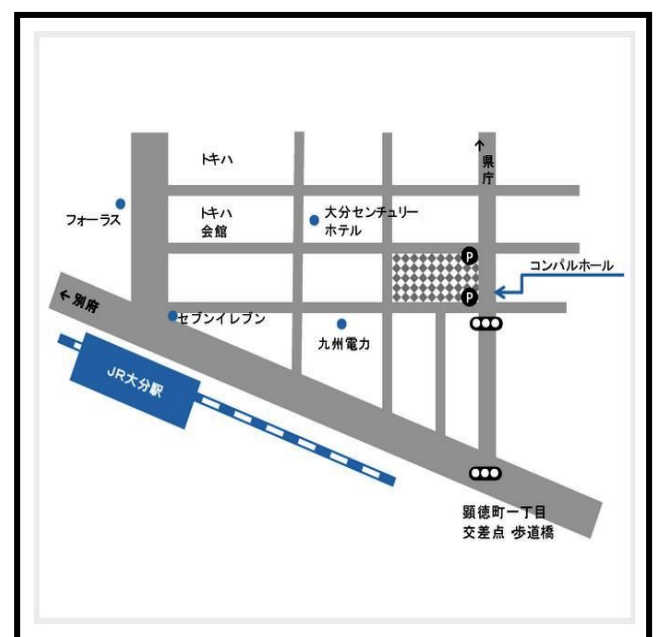 トキハ
↑
県
庁
フォーラス
トキハ
会館
大分センチュリー
ホテル
P
コンパルホール
P
←別府
セブンイレブン
九州電力
JR大分駅
顕徳町一丁目
交差点・歩道橋